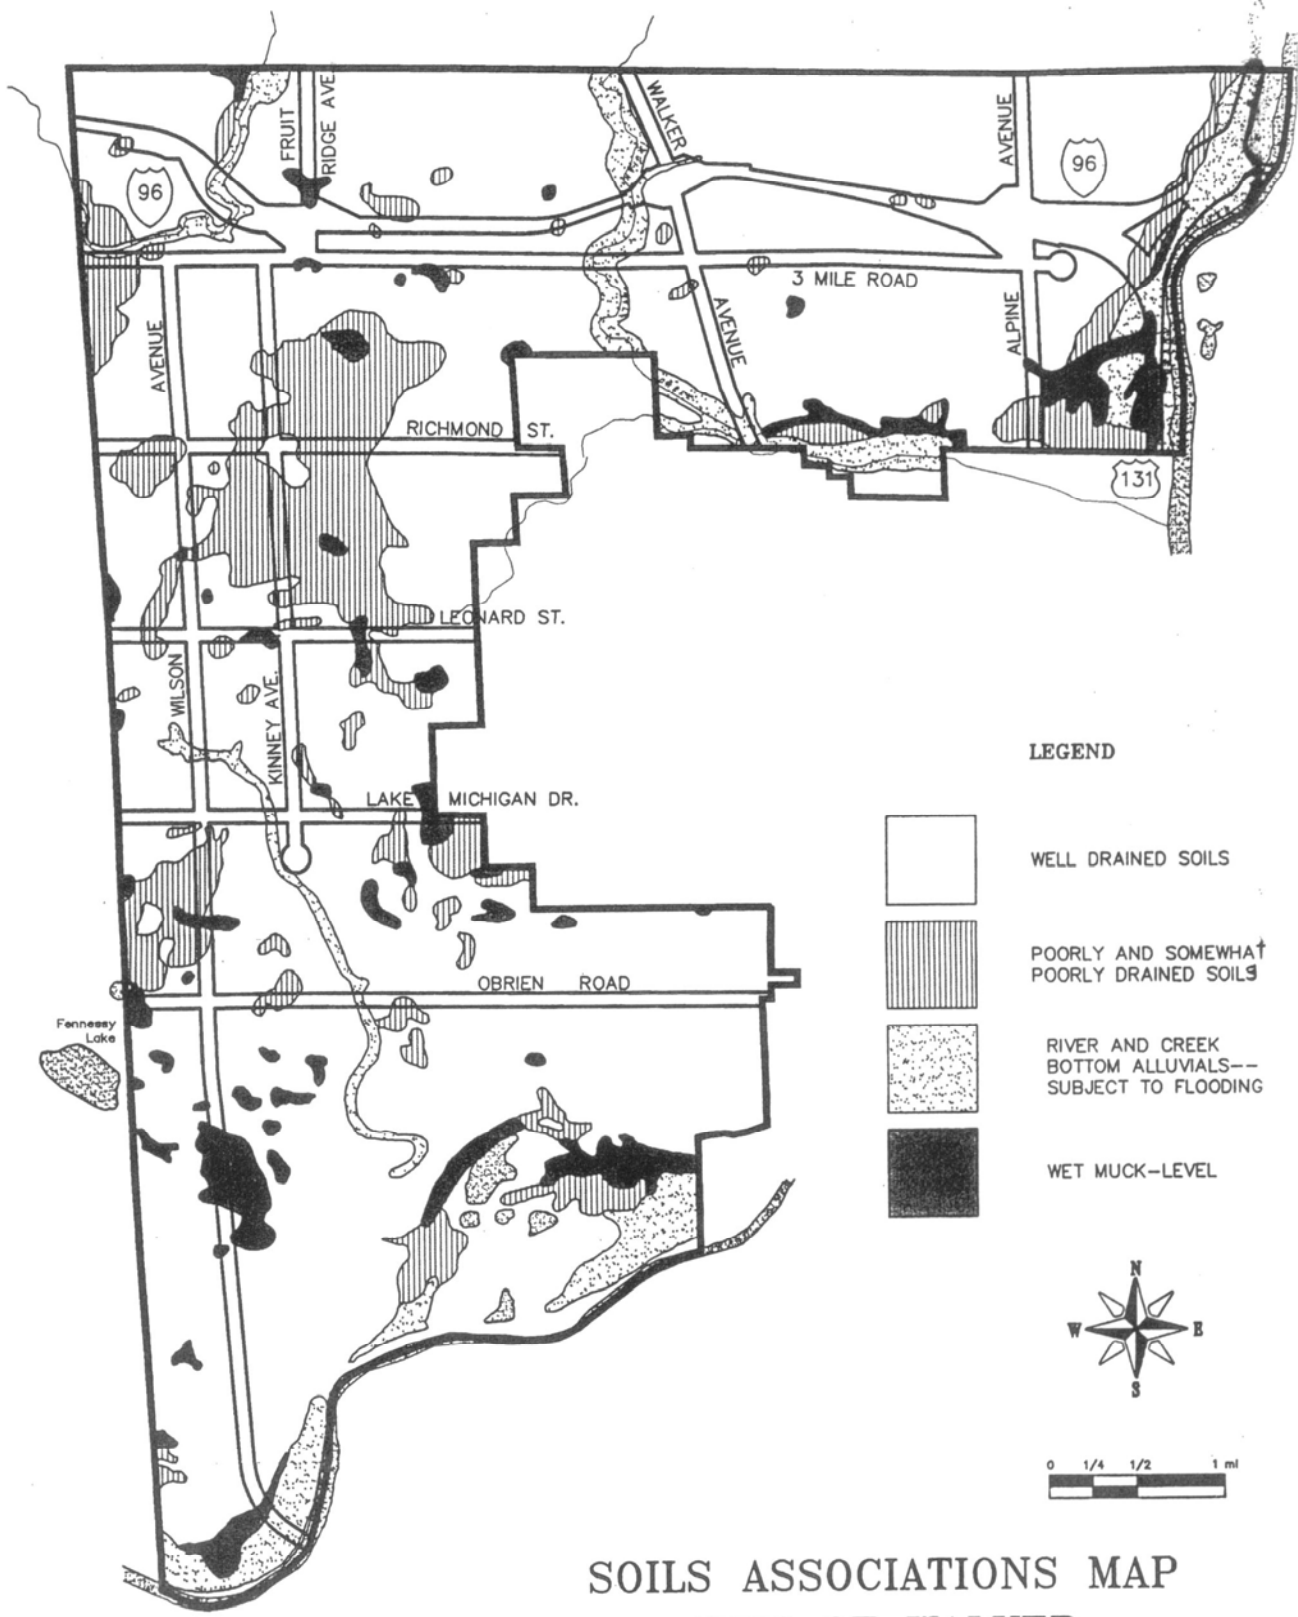 FRUIT
RIDGE AVE.
WALKER
AVENUE
96
96
3 MILE ROAD
AVENUE
AVENUE
ALPINE
RICHMOND ST.
131
LEONARD ST.
WILSON
KINNEY AVE.
LAKE MICHIGAN DR.
OBRIEN ROAD
Fennessy
Lake
LEGEND
WELL DRAINED SOILS
POORLY AND SOMEWHAT
POORLY DRAINED SOILS
RIVER AND CREEK
BOTTOM ALLUVIALS--
SUBJECT TO FLOODING
WET MUCK-LEVEL
N
W E
S
0 1/4 1/2 1 mi
SOILS ASSOCIATIONS MAP